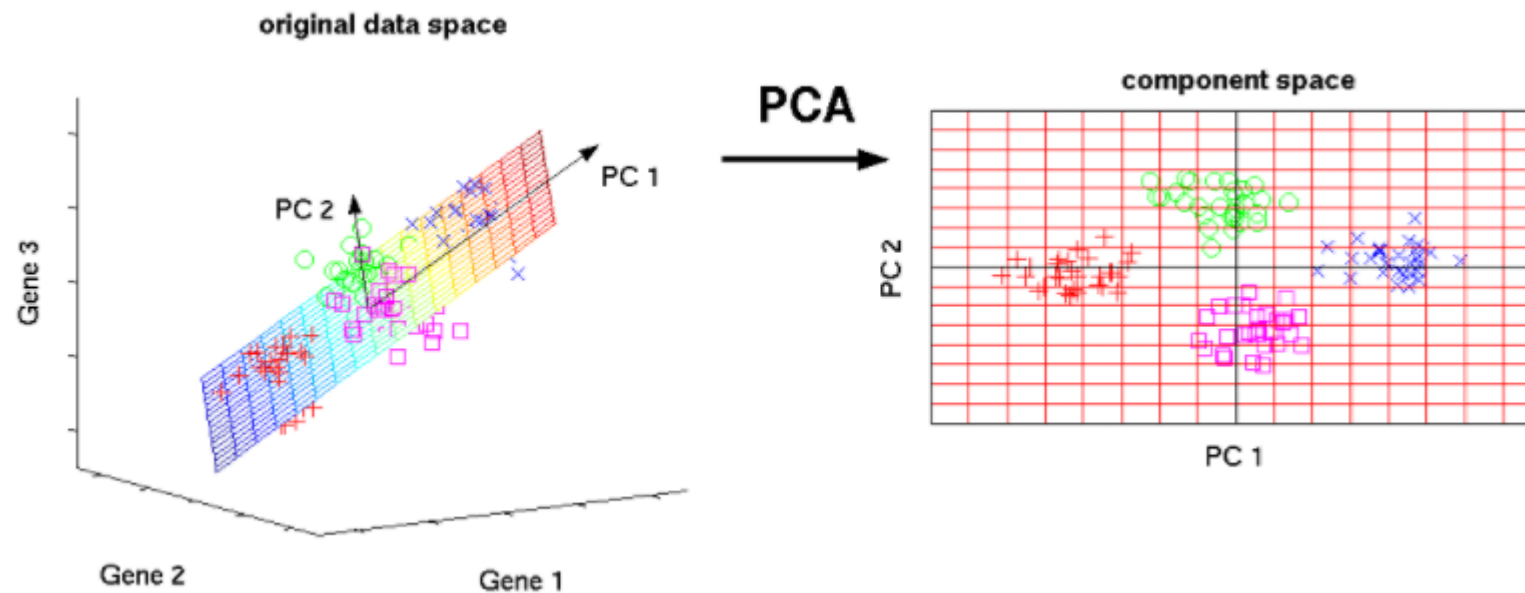 original data space
PCA
component space
PC 1
PC 2
Gene 3
PC 2
PC 1
Gene 2
Gene 1